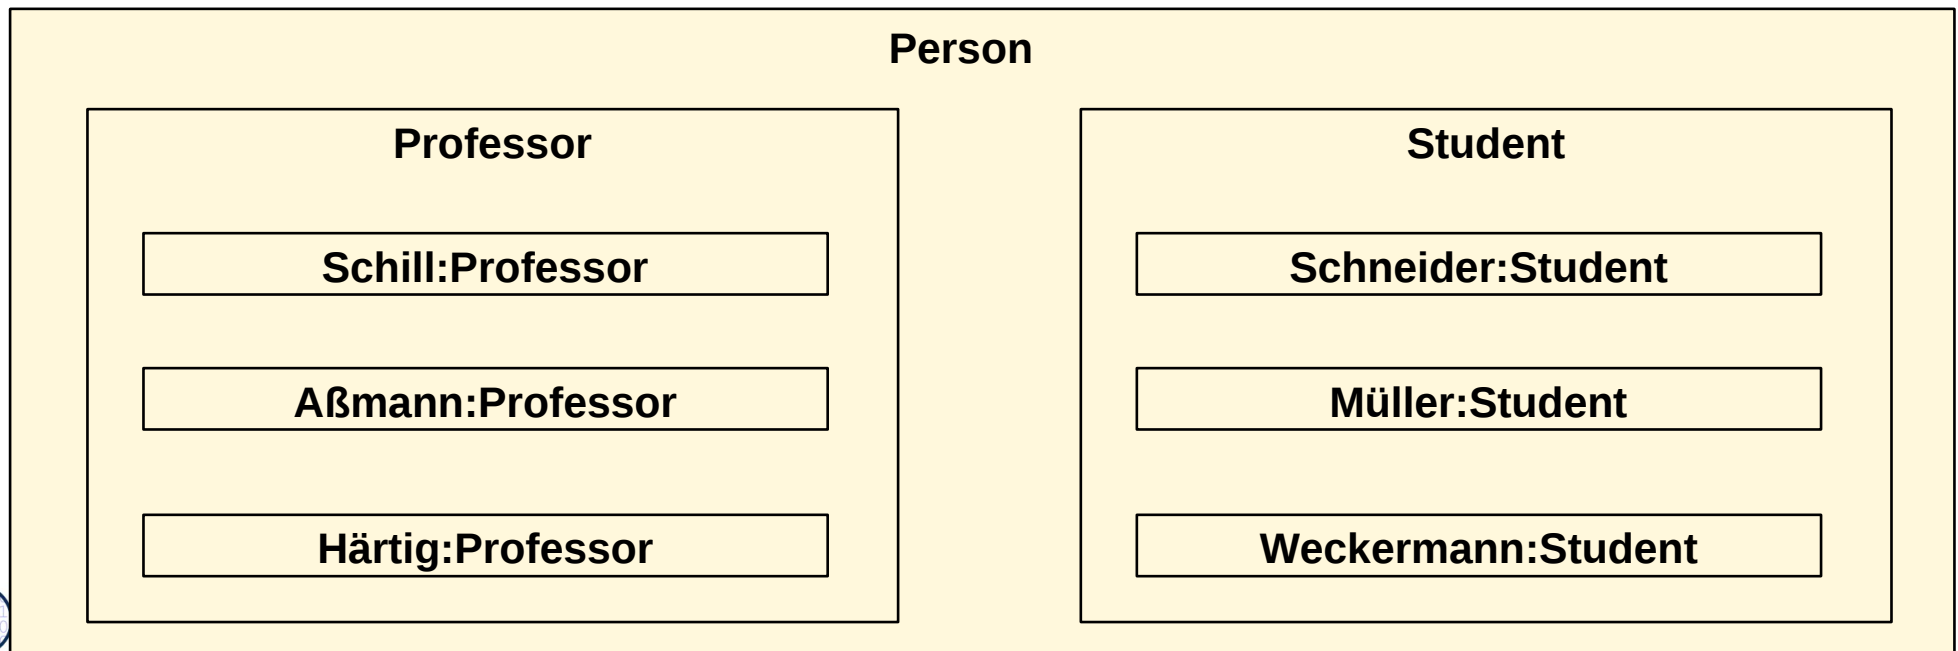 Person
Professor
Schill:Professor
Aßmann:Professor
Härtig:Professor
Student
Schneider:Student
Müller:Student
Weckermann:Student